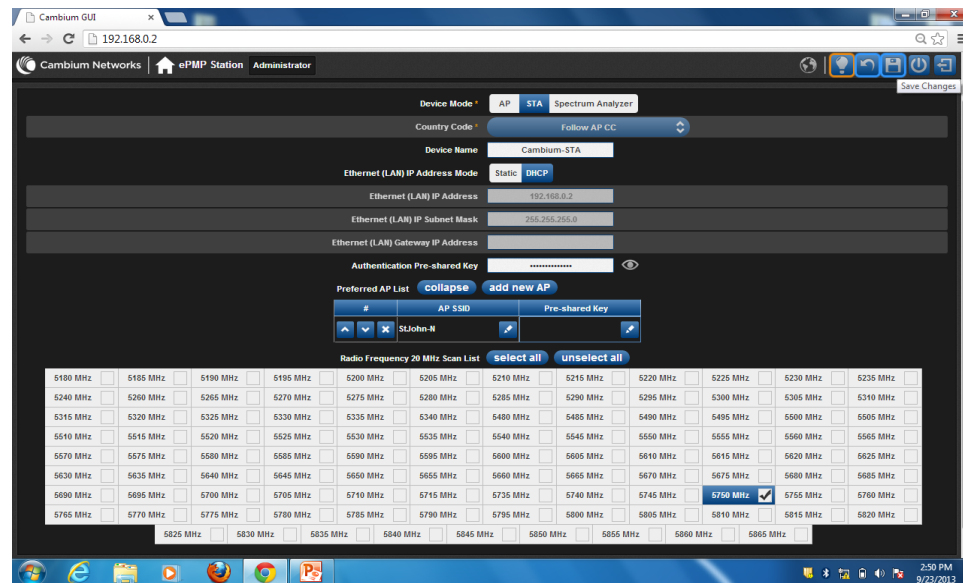 Cambium GUI
192.168.0.2
Cambium Networks ePMP Station Administrator
Save Changes
Device Mode * AP STA Spectrum Analyzer
Country Code * Follow AP CC
Device Name Cambium-STA
Ethernet (LAN) IP Address Mode Static DHCP
Ethernet (LAN) IP Address 192.168.0.2
Ethernet (LAN) IP Subnet Mask 255.255.255.0
Ethernet (LAN) Gateway IP Address
Authentication Pre-shared Key ••••••••••••••
Preferred AP List collapse add new AP
# AP SSID Pre-shared Key
StJohn-N
Radio Frequency 20 MHz Scan List select all unselect all
5180 MHz 5185 MHz 5190 MHz 5195 MHz 5200 MHz 5205 MHz 5210 MHz 5215 MHz 5220 MHz 5225 MHz 5230 MHz 5235 MHz
5240 MHz 5260 MHz 5265 MHz 5270 MHz 5275 MHz 5280 MHz 5285 MHz 5290 MHz 5295 MHz 5300 MHz 5305 MHz 5310 MHz
5315 MHz 5320 MHz 5325 MHz 5330 MHz 5335 MHz 5340 MHz 5480 MHz 5485 MHz 5490 MHz 5495 MHz 5500 MHz 5505 MHz
5510 MHz 5515 MHz 5520 MHz 5525 MHz 5530 MHz 5535 MHz 5540 MHz 5545 MHz 5550 MHz 5555 MHz 5560 MHz 5565 MHz
5570 MHz 5575 MHz 5580 MHz 5585 MHz 5590 MHz 5595 MHz 5600 MHz 5605 MHz 5610 MHz 5615 MHz 5620 MHz 5625 MHz
5630 MHz 5635 MHz 5640 MHz 5645 MHz 5650 MHz 5655 MHz 5660 MHz 5665 MHz 5670 MHz 5675 MHz 5680 MHz 5685 MHz
5690 MHz 5695 MHz 5700 MHz 5705 MHz 5710 MHz 5715 MHz 5735 MHz 5740 MHz 5745 MHz 5750 MHz 5755 MHz 5760 MHz
5765 MHz 5770 MHz 5775 MHz 5780 MHz 5785 MHz 5790 MHz 5795 MHz 5800 MHz 5805 MHz 5810 MHz 5815 MHz 5820 MHz
5825 MHz 5830 MHz 5835 MHz 5840 MHz 5845 MHz 5850 MHz 5855 MHz 5860 MHz 5865 MHz
2:50 PM
9/23/2013